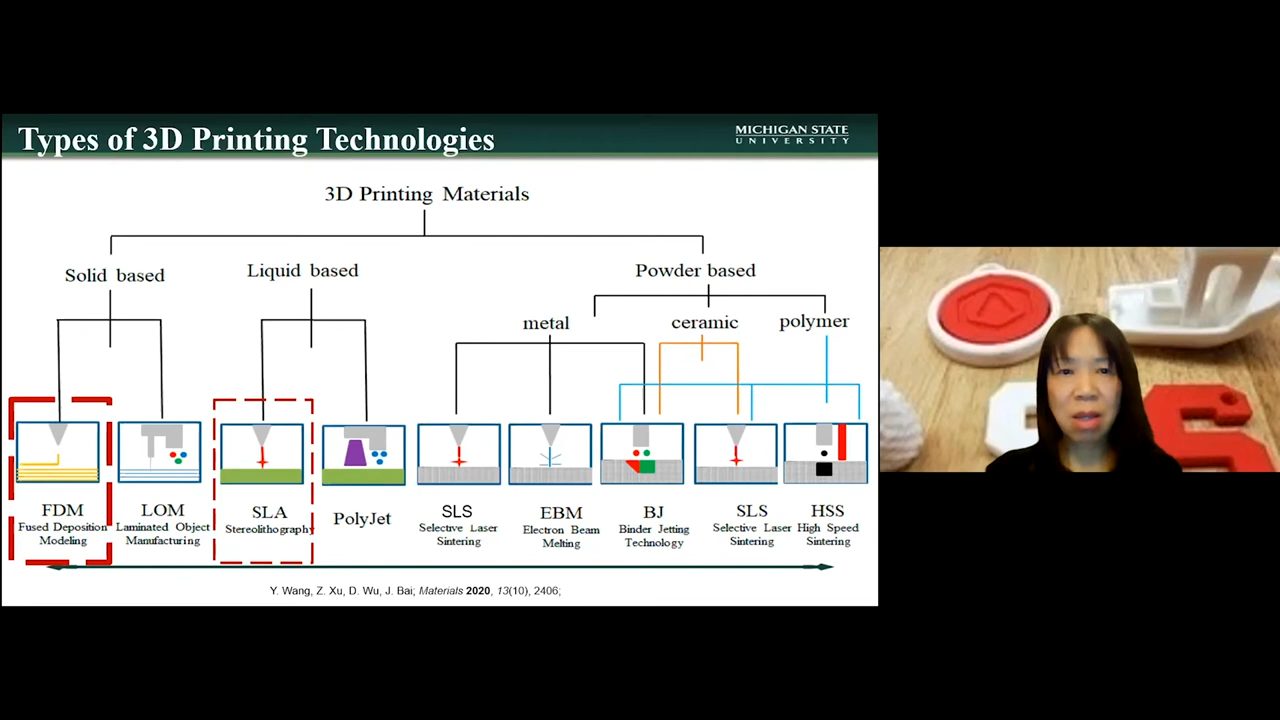 Types of 3D Printing Technologies
MICHIGAN STATE
UNIVERSITY
3D Printing Materials
Solid based
Liquid based
Powder based
metal
ceramic
polymer
FDM
Fused Deposition
Modeling
LOM
Laminated Object
Manufacturing
SLA
Stereolithography
PolyJet
SLS
Selective Laser
Sintering
EBM
Electron Beam
Melting
BJ
Binder Jetting
Technology
SLS
Selective Laser
Sintering
HSS
High Speed
Sintering
Y. Wang, Z. Xu, D. Wu, J. Bai; Materials 2020, 13(10), 2406;